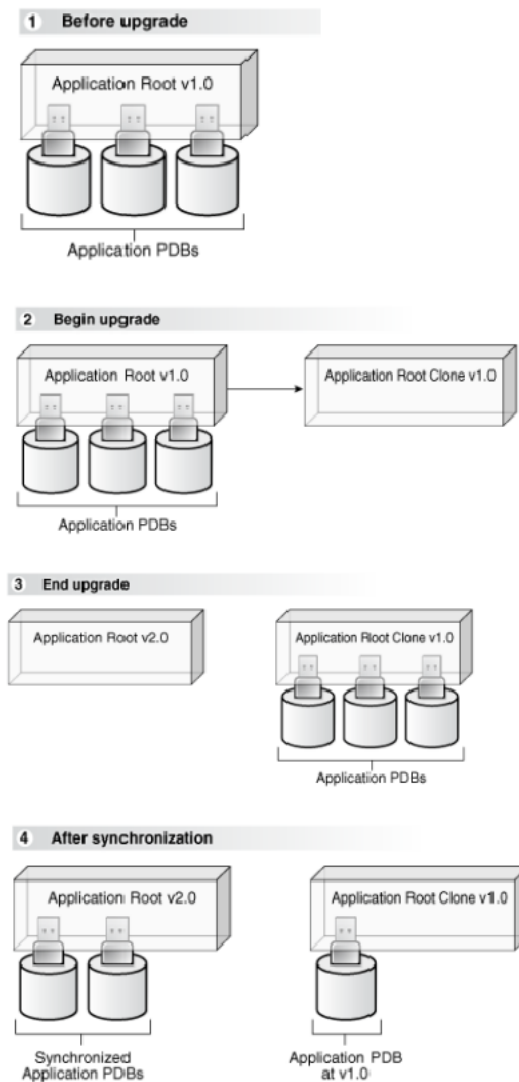 1 Before upgrade
Application Root v1.0
Application PDBs
2 Begin upgrade
Application Root v1.0
Application Root Clone v1.0
Application PDBs
3 End upgrade
Application Root v2.0
Application Root Clone v1.0
Application PDBs
4 After synchronization
Application Root v2.0
Application Root Clone v1.0
Synchronized
Application PDBs
Application PDB
at v1.0